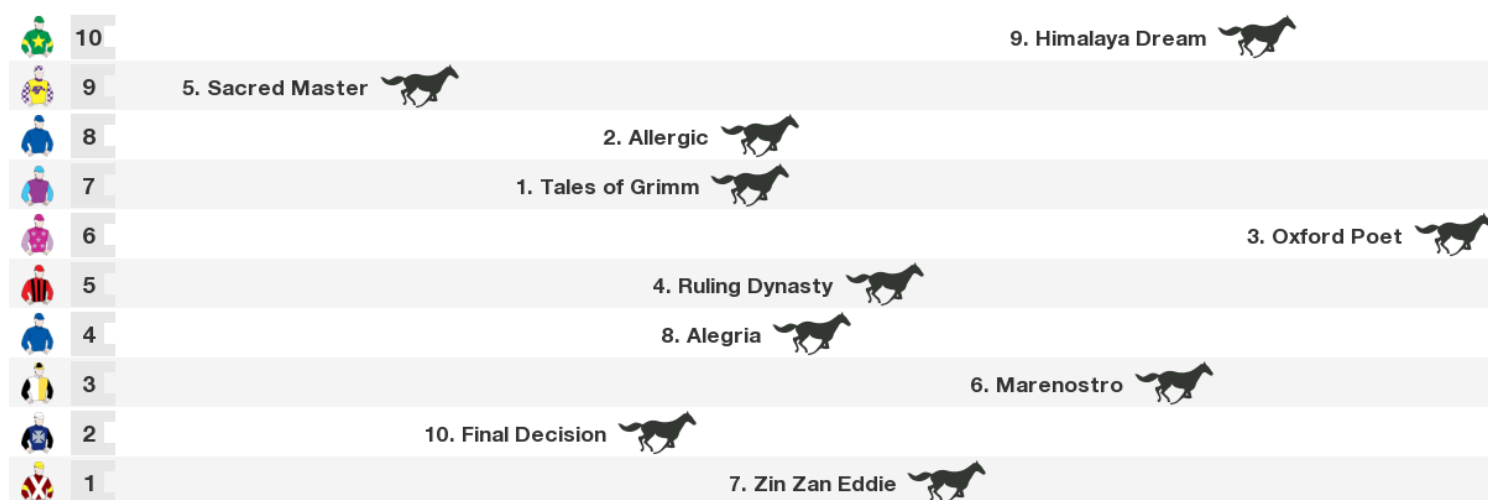 10 9. Himalaya Dream
9 5. Sacred Master
8 2. Allergic
7 1. Tales of Grimm
6 3. Oxford Poet
5 4. Ruling Dynasty
4 8. Alegria
3 6. Marenostro
2 10. Final Decision
1 7. Zin Zan Eddie